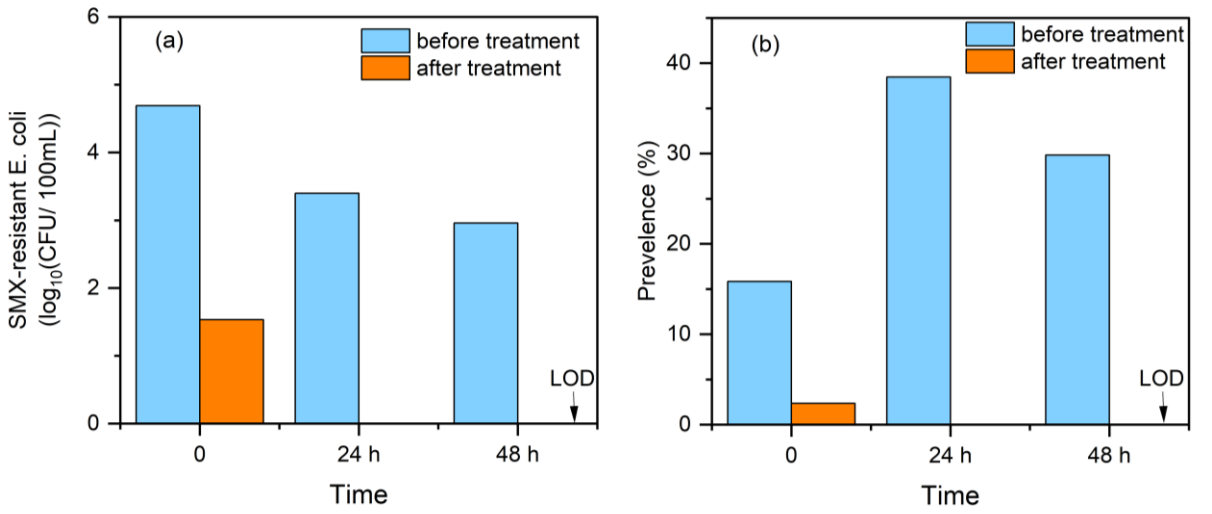 (a)
before treatment
after treatment
SMX-resistant E. coli
(log₁₀(CFU/ 100mL))
6
4
2
0
LOD
0
24 h
48 h
Time
(b)
before treatment
after treatment
Prevelence (%)
40
30
20
10
0
LOD
0
24 h
48 h
Time